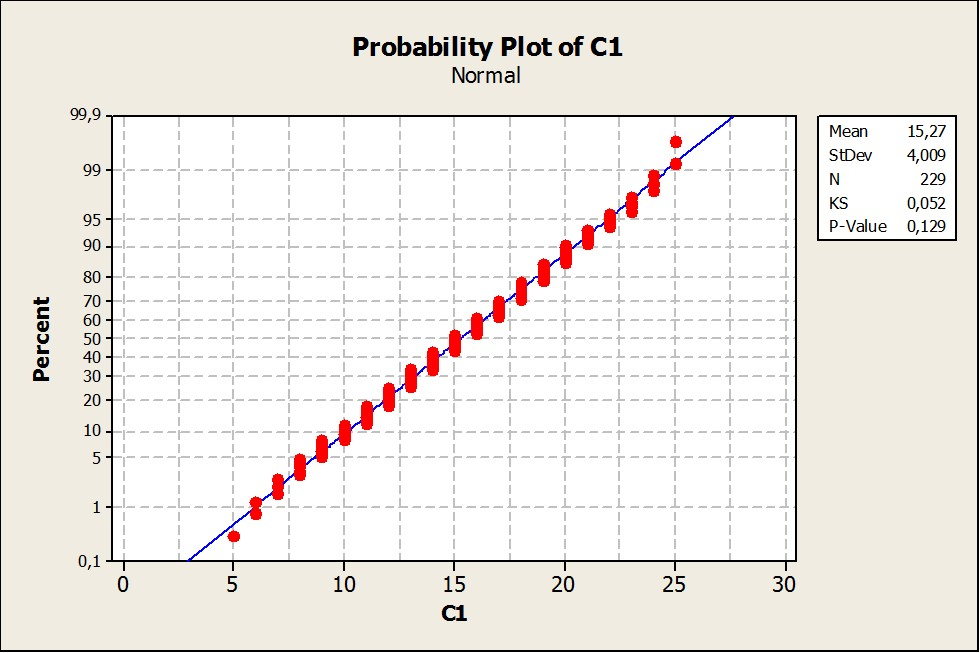 Probability Plot of C1
Normal
Percent
99,9
99
95
90
80
70
60
50
40
30
20
10
5
1
0,1
0 5 10 15 20 25 30
C1
Mean 15,27
StDev 4,009
N 229
KS 0,052
P-Value 0,129